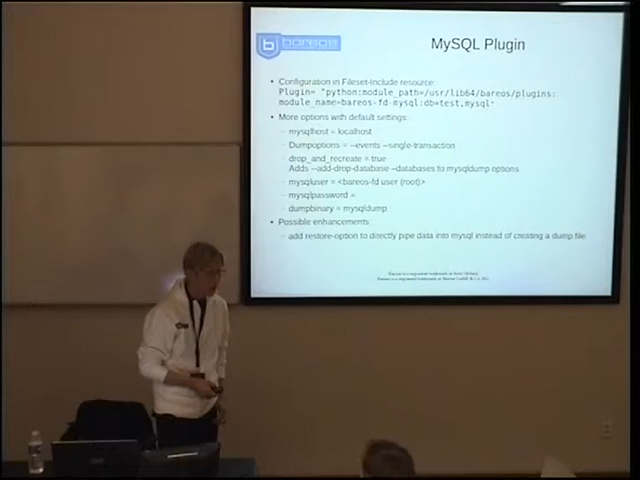 bareos
MySQL Plugin
Configuration in Fileset-Include resource:
Plugin= "python:module_path=/usr/lib64/bareos/plugins:
module_name=bareos-fd-mysql:db=test,mysql"
More options with default settings:
mysqlhost = localhost
Dumpoptions = --events --single-transaction
drop_and_recreate = true
Adds --add-drop-database --databases to mysqldump options
mysqluser = <bareos-fd user (root)>
mysqlpassword =
dumpbinary = mysqldump
Possible enhancements:
add restore-option to directly pipe data into mysql instead of creating a dump file